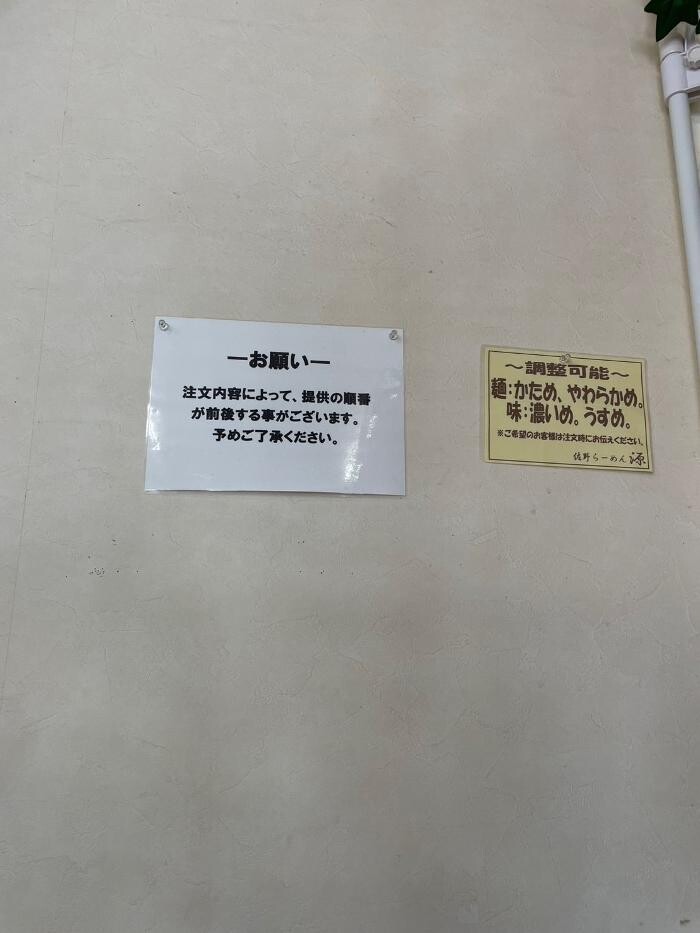 ―お願い―
注文内容によって、提供の順番
が前後する事がございます。
予めご了承ください。
～調整可能～
麺:かため、やわらかめ。
味:濃いめ。うすめ。
※ご希望のお客様は注文時にお伝えください。
佐野らーめん 源